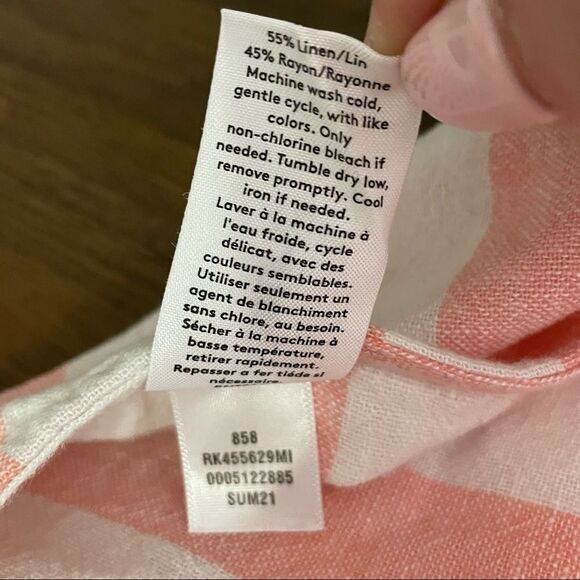 55% Linen/Lin
45% Rayon/Rayonne
Machine wash cold,
gentle cycle, with like
colors. Only
non-chlorine bleach if
needed. Tumble dry low,
remove promptly. Cool
iron if needed.
Laver à la machine à
l'eau froide, cycle
délicat, avec des
couleurs semblables.
Utiliser seulement un
agent de blanchiment
sans chlore, au besoin.
Sécher à la machine à
basse température,
retirer rapidement.
Repasser a fer tiède si
nécessaire.
858
RK455629MI
0005122885
SUM21